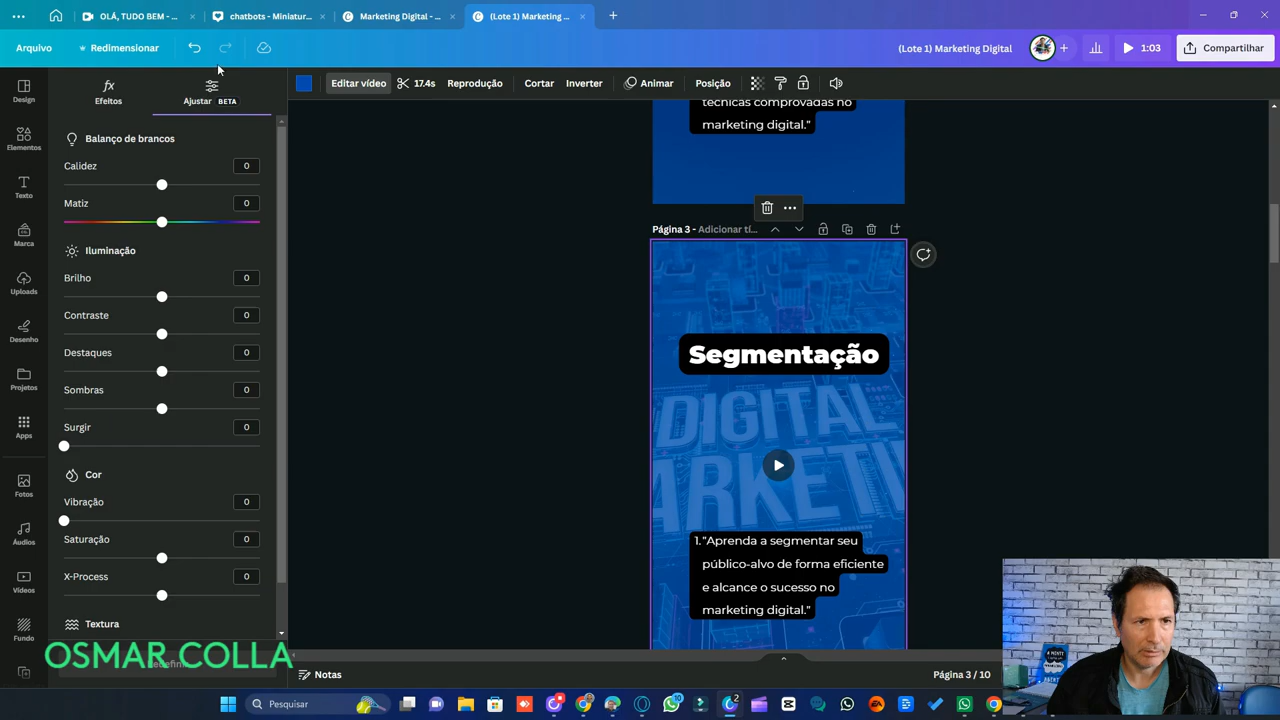 OLÁ, TUDO BEM - ...
chatbots - Miniatur...
Marketing Digital - ...
(Lote 1) Marketing ...
Arquivo
Redimensionar
(Lote 1) Marketing Digital
1:03
Compartilhar
Efeitos
Ajustar BETA
Editar vídeo
17.4s
Reprodução
Cortar
Inverter
Animar
Posição
Design
Elementos
Texto
Marca
Uploads
Desenho
Projetos
Apps
Fotos
Áudios
Vídeos
Fundo
Balanço de brancos
Calidez 0
Matiz 0
Iluminação
Brilho 0
Contraste 0
Destaques 0
Sombras 0
Surgir 0
Cor
Vibração 0
Saturação 0
X-Process 0
Textura
técnicas comprovadas no
marketing digital."
Página 3 - Adicionar tí...
Segmentação
DIGITAL
MARKETI
1. "Aprenda a segmentar seu
público-alvo de forma eficiente
e alcance o sucesso no
marketing digital."
OSMAR COLLA
Notas
Página 3 / 10
Pesquisar
10
2